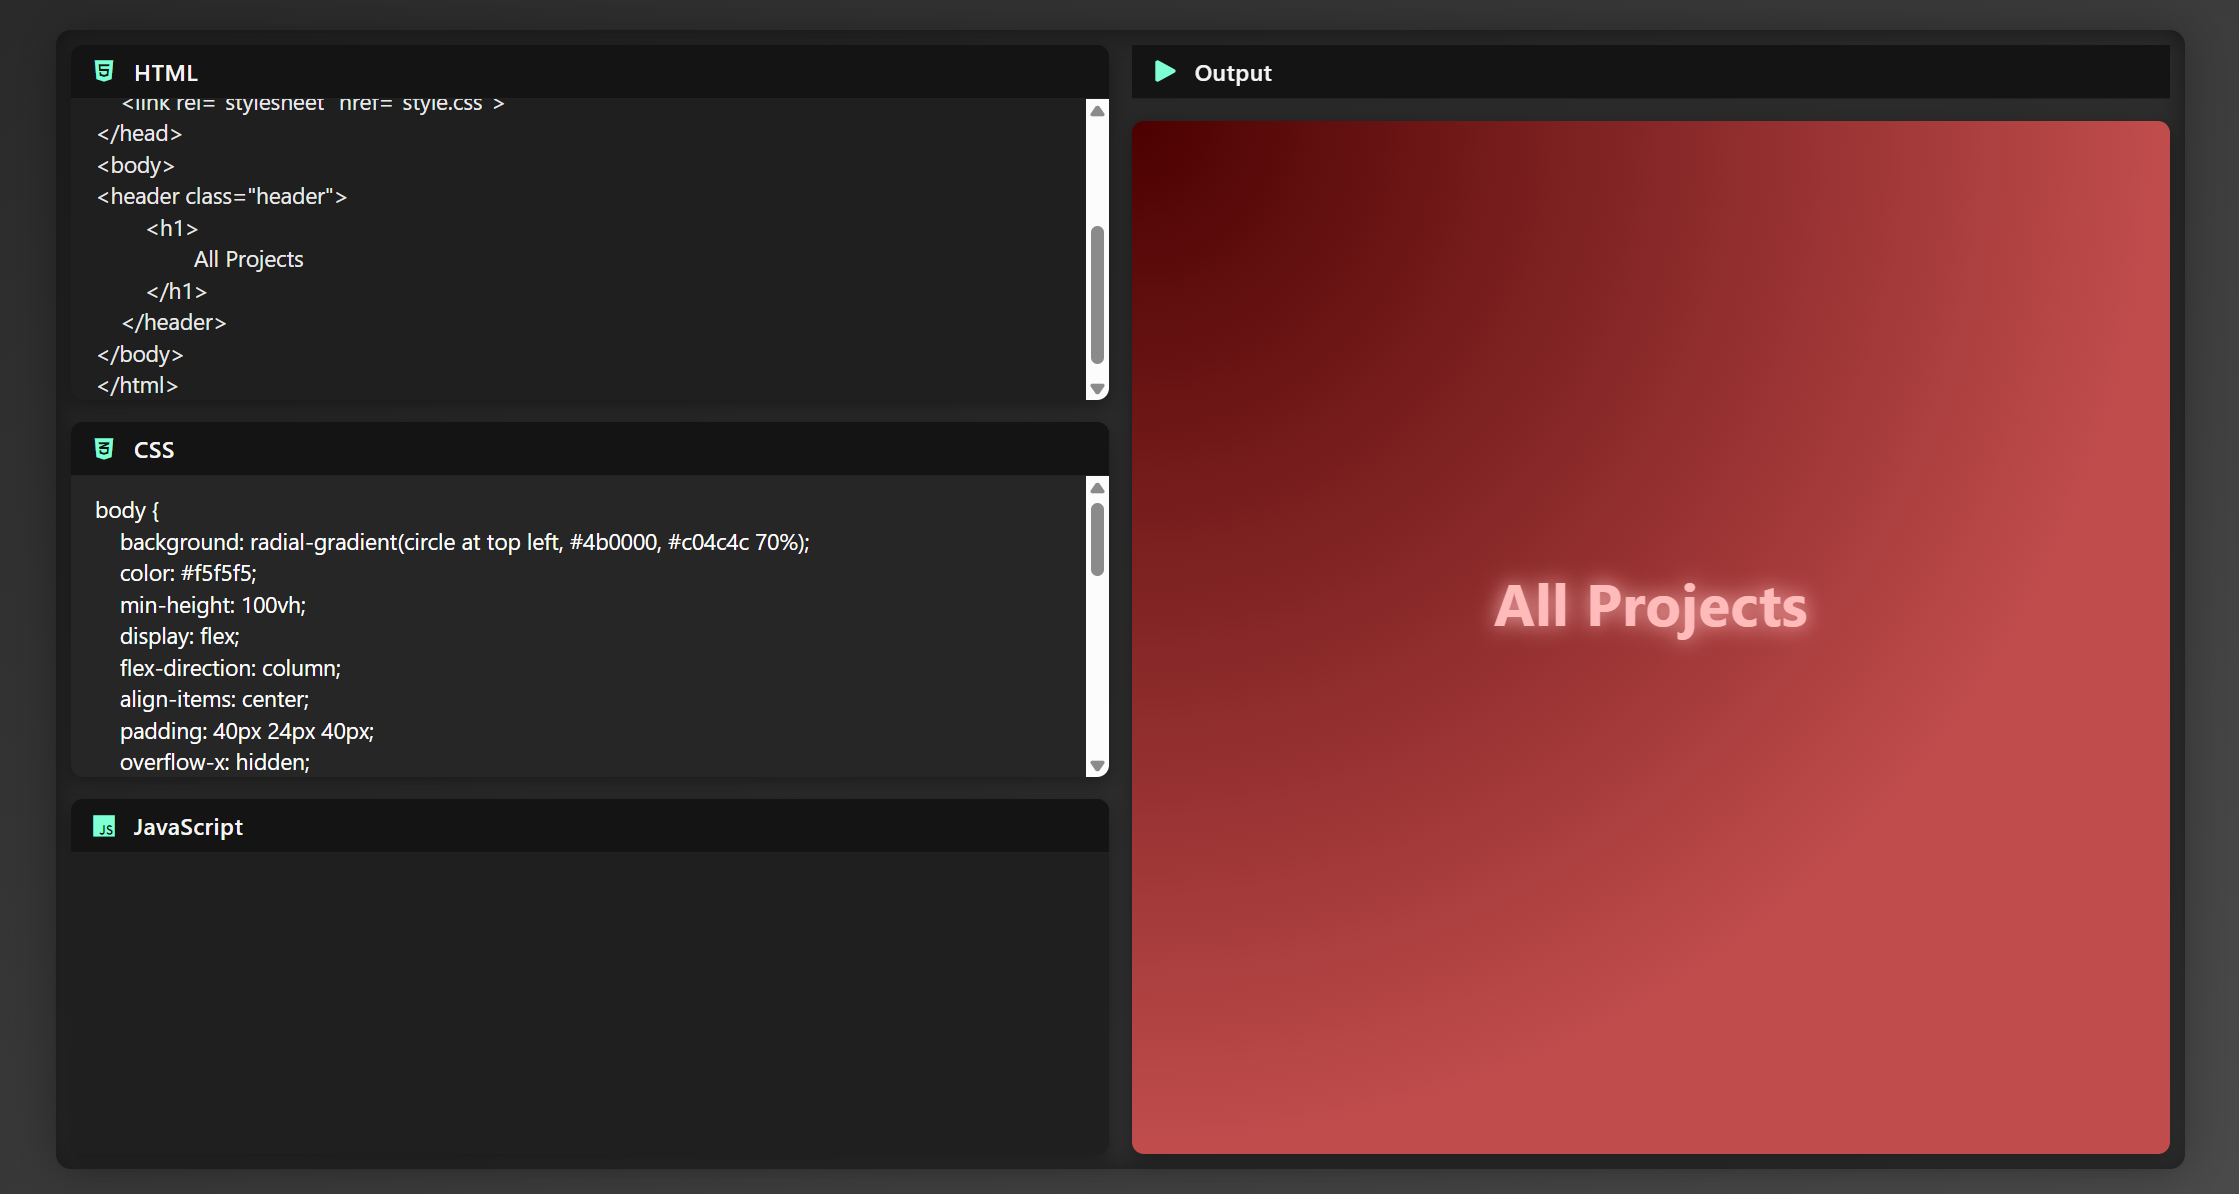 HTML
<link rel="stylesheet" href="style.css">
</head>
<body>
<header class="header">
<h1>
All Projects
</h1>
</header>
</body>
</html>
CSS
body {
background: radial-gradient(circle at top left, #4b0000, #c04c4c 70%);
color: #f5f5f5;
min-height: 100vh;
display: flex;
flex-direction: column;
align-items: center;
padding: 40px 24px 40px;
overflow-x: hidden;
JS JavaScript
Output
All Projects